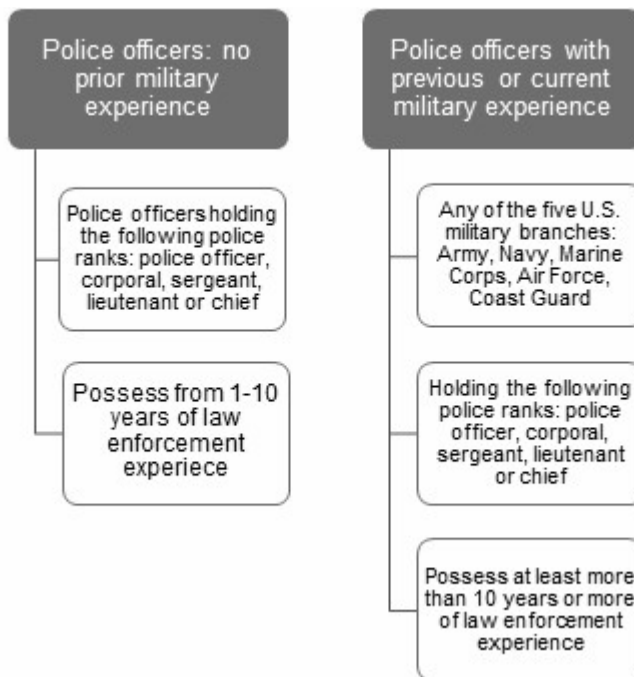 Police officers: no
prior military
experience
Police officers holding
the following police
ranks: police officer,
corporal, sergeant,
lieutenant or chief
Possess from 1-10
years of law
enforcement
experiece
Police officers with
previous or current
military experience
Any of the five U.S.
military branches:
Army, Navy, Marine
Corps, Air Force,
Coast Guard
Holding the following
police ranks: police
officer, corporal,
sergeant, lieutenant
or chief
Possess at least more
than 10 years or more
of law enforcement
experience